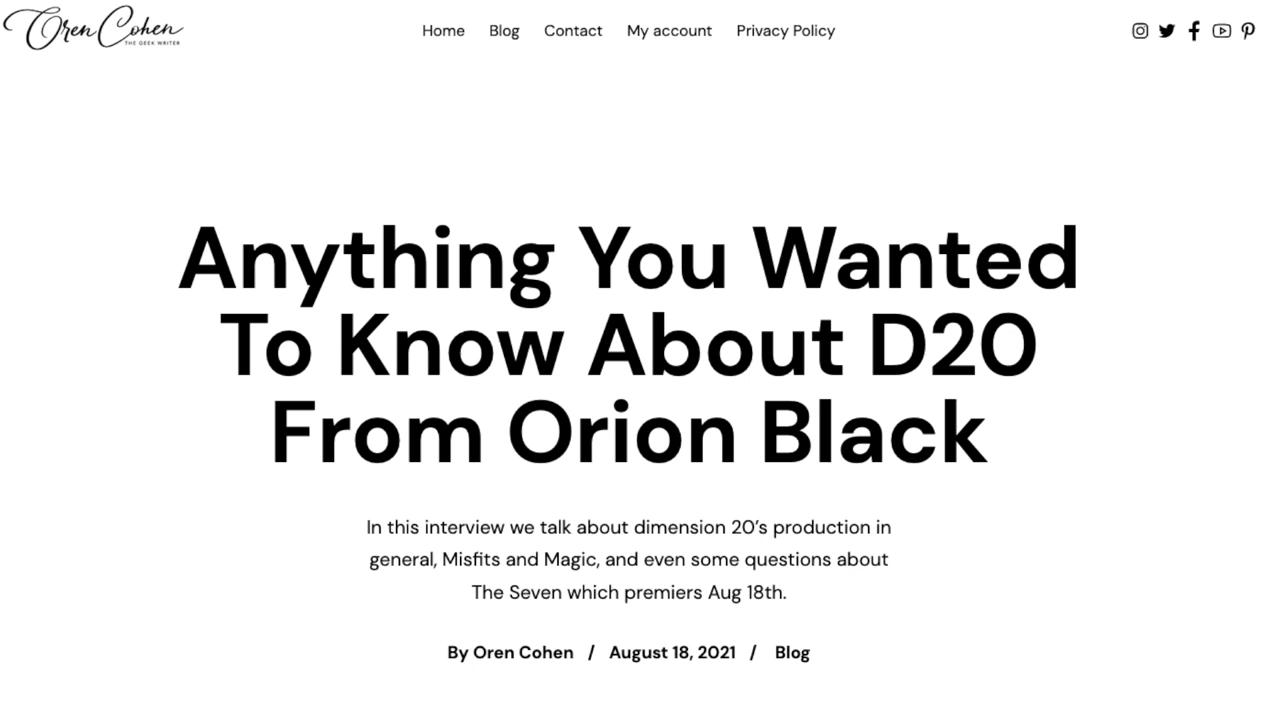 Oren Cohen
THE GEEK WRITER
Home Blog Contact My account Privacy Policy
Anything You Wanted
To Know About D20
From Orion Black
In this interview we talk about dimension 20’s production in
general, Misfits and Magic, and even some questions about
The Seven which premiers Aug 18th.
By Oren Cohen / August 18, 2021 / Blog